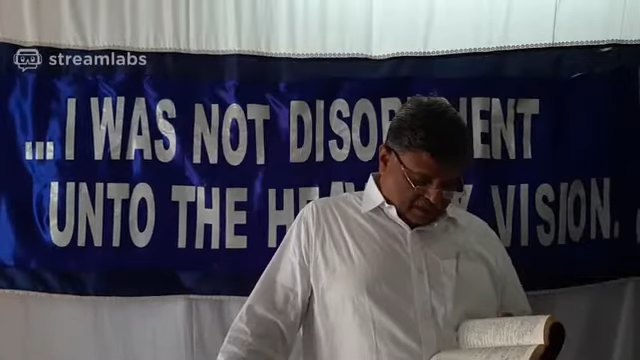 streamlabs
...I WAS NOT
UNTO THE VISION.